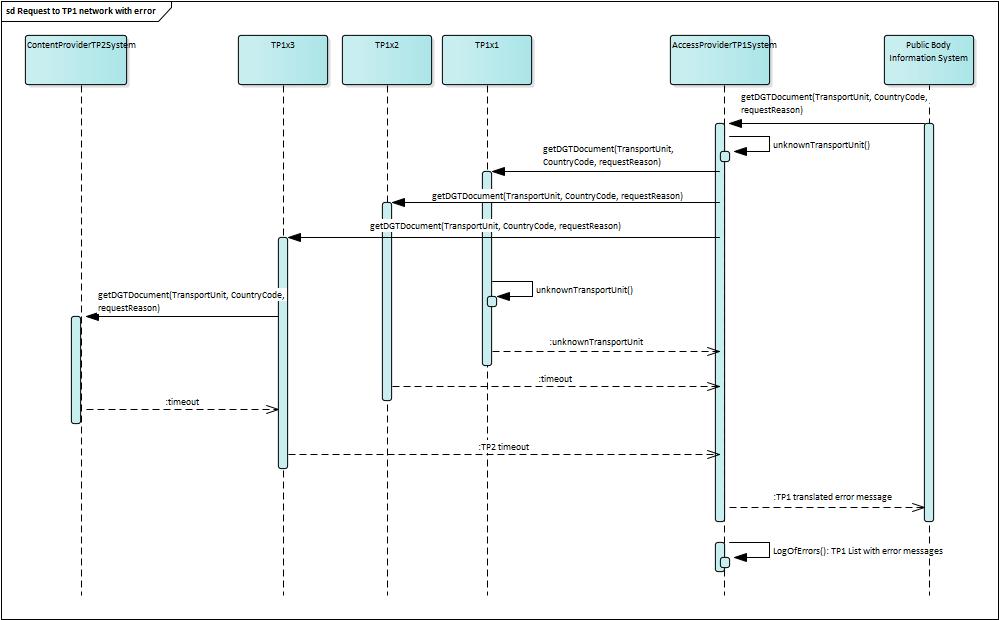 sd Request to TP1 network with error
ContentProviderTP2System
TP1x3
TP1x2
TP1x1
AccessProviderTP1System
Public Body
Information System
getDGTDocument(TransportUnit, CountryCode,
requestReason)
unknownTransportUnit()
getDGTDocument(TransportUnit,
CountryCode, requestReason)
getDGTDocument(TransportUnit, CountryCode, requestReason)
getDGTDocument(TransportUnit, CountryCode, requestReason)
unknownTransportUnit()
getDGTDocument(TransportUnit, CountryCode,
requestReason)
:unknownTransportUnit
:timeout
:timeout
:TP2 timeout
:TP1 translated error message
LogOfErrors(): TP1 List with error messages